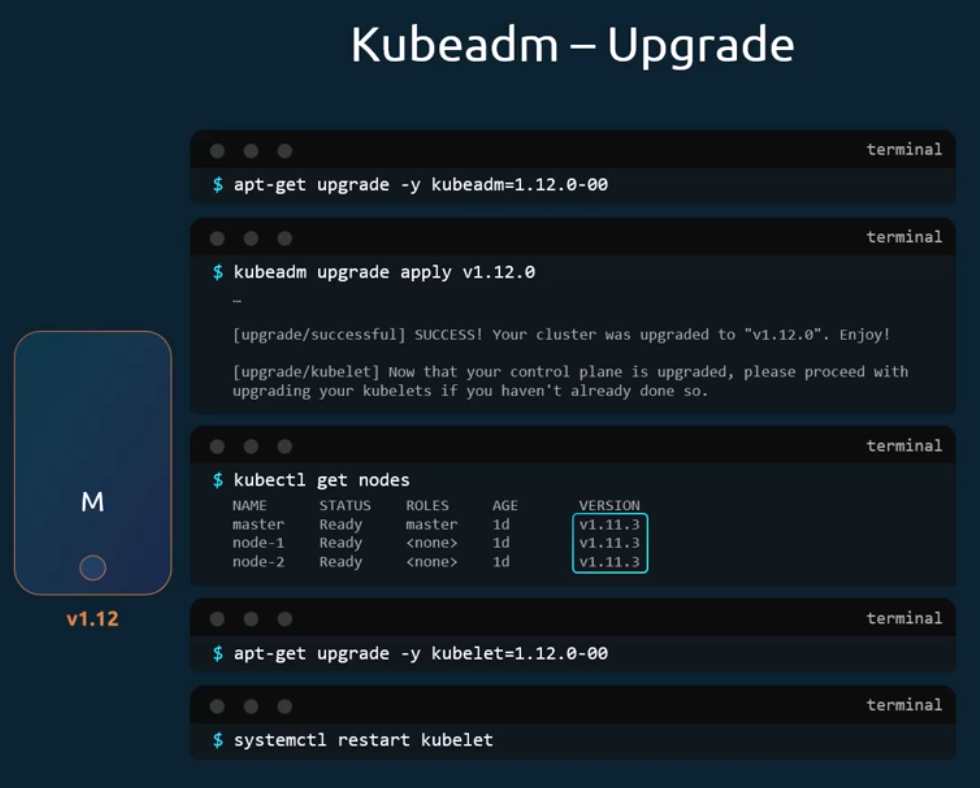 Kubeadm – Upgrade
terminal
$ apt-get upgrade -y kubeadm=1.12.0-00
terminal
$ kubeadm upgrade apply v1.12.0
…
[upgrade/successful] SUCCESS! Your cluster was upgraded to "v1.12.0". Enjoy!
[upgrade/kubelet] Now that your control plane is upgraded, please proceed with
upgrading your kubelets if you haven't already done so.
terminal
$ kubectl get nodes
NAME STATUS ROLES AGE VERSION
master Ready master 1d v1.11.3
node-1 Ready <none> 1d v1.11.3
node-2 Ready <none> 1d v1.11.3
M
v1.12
terminal
$ apt-get upgrade -y kubelet=1.12.0-00
terminal
$ systemctl restart kubelet